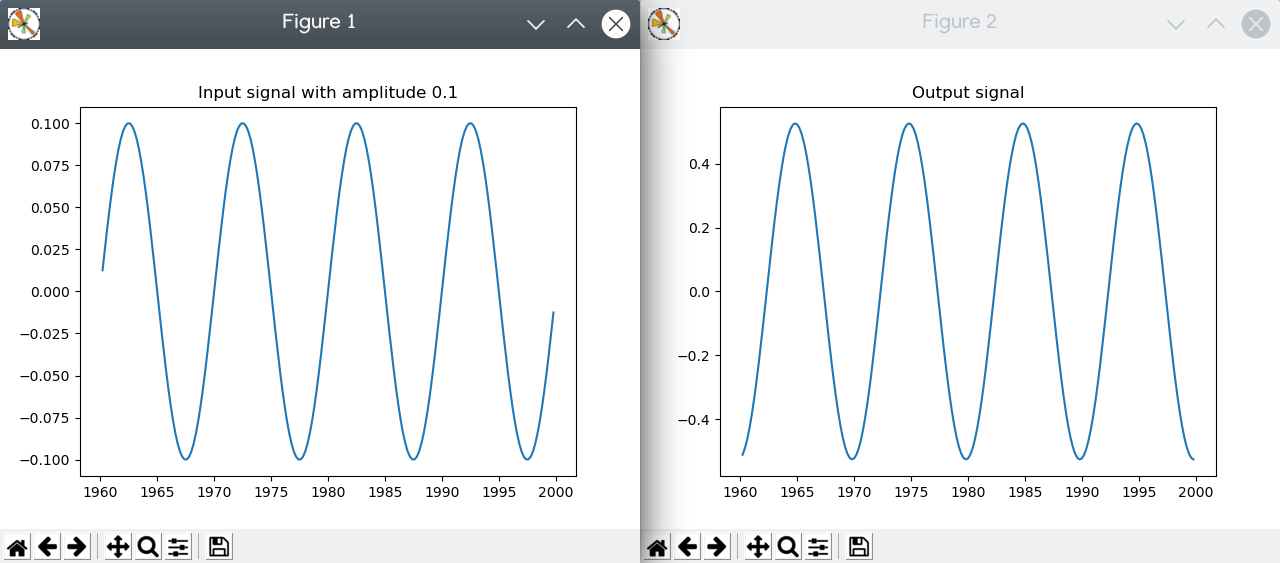 Figure 1
Input signal with amplitude 0.1
0.100
0.075
0.050
0.025
0.000
−0.025
−0.050
−0.075
−0.100
1960 1965 1970 1975 1980 1985 1990 1995 2000
Figure 2
Output signal
0.4
0.2
0.0
−0.2
−0.4
1960 1965 1970 1975 1980 1985 1990 1995 2000